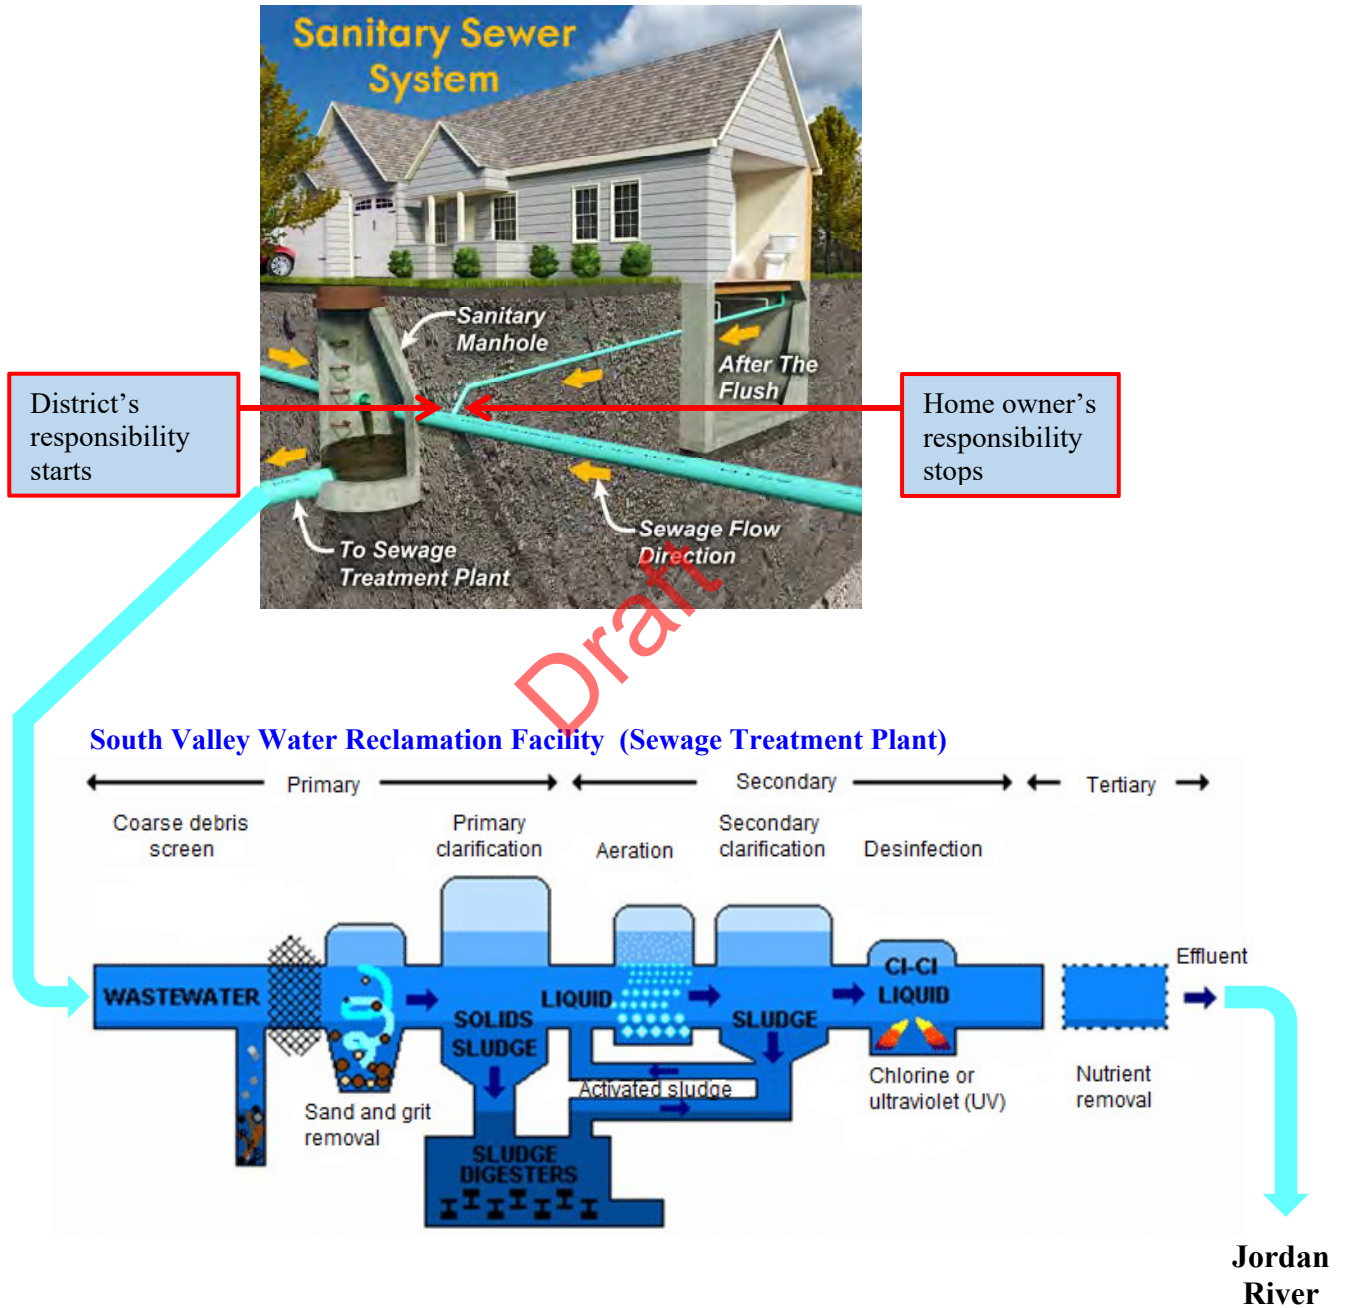 Sanitary Sewer
System
Sanitary
Manhole
After The
Flush
District’s
responsibility
starts
Home owner’s
responsibility
stops
Sewage Flow
Direction
To Sewage
Treatment Plant
Draft
South Valley Water Reclamation Facility (Sewage Treatment Plant)
Primary
Secondary
Tertiary
Coarse debris
screen
Primary
clarification
Aeration
Secondary
clarification
Desinfection
Effluent
WASTEWATER
SOLIDS
SLUDGE
LIQUID
SLUDGE
CI-CI
LIQUID
Sand and grit
removal
Activated sludge
Chlorine or
ultraviolet (UV)
Nutrient
removal
SLUDGE
DIGESTERS
Jordan
River